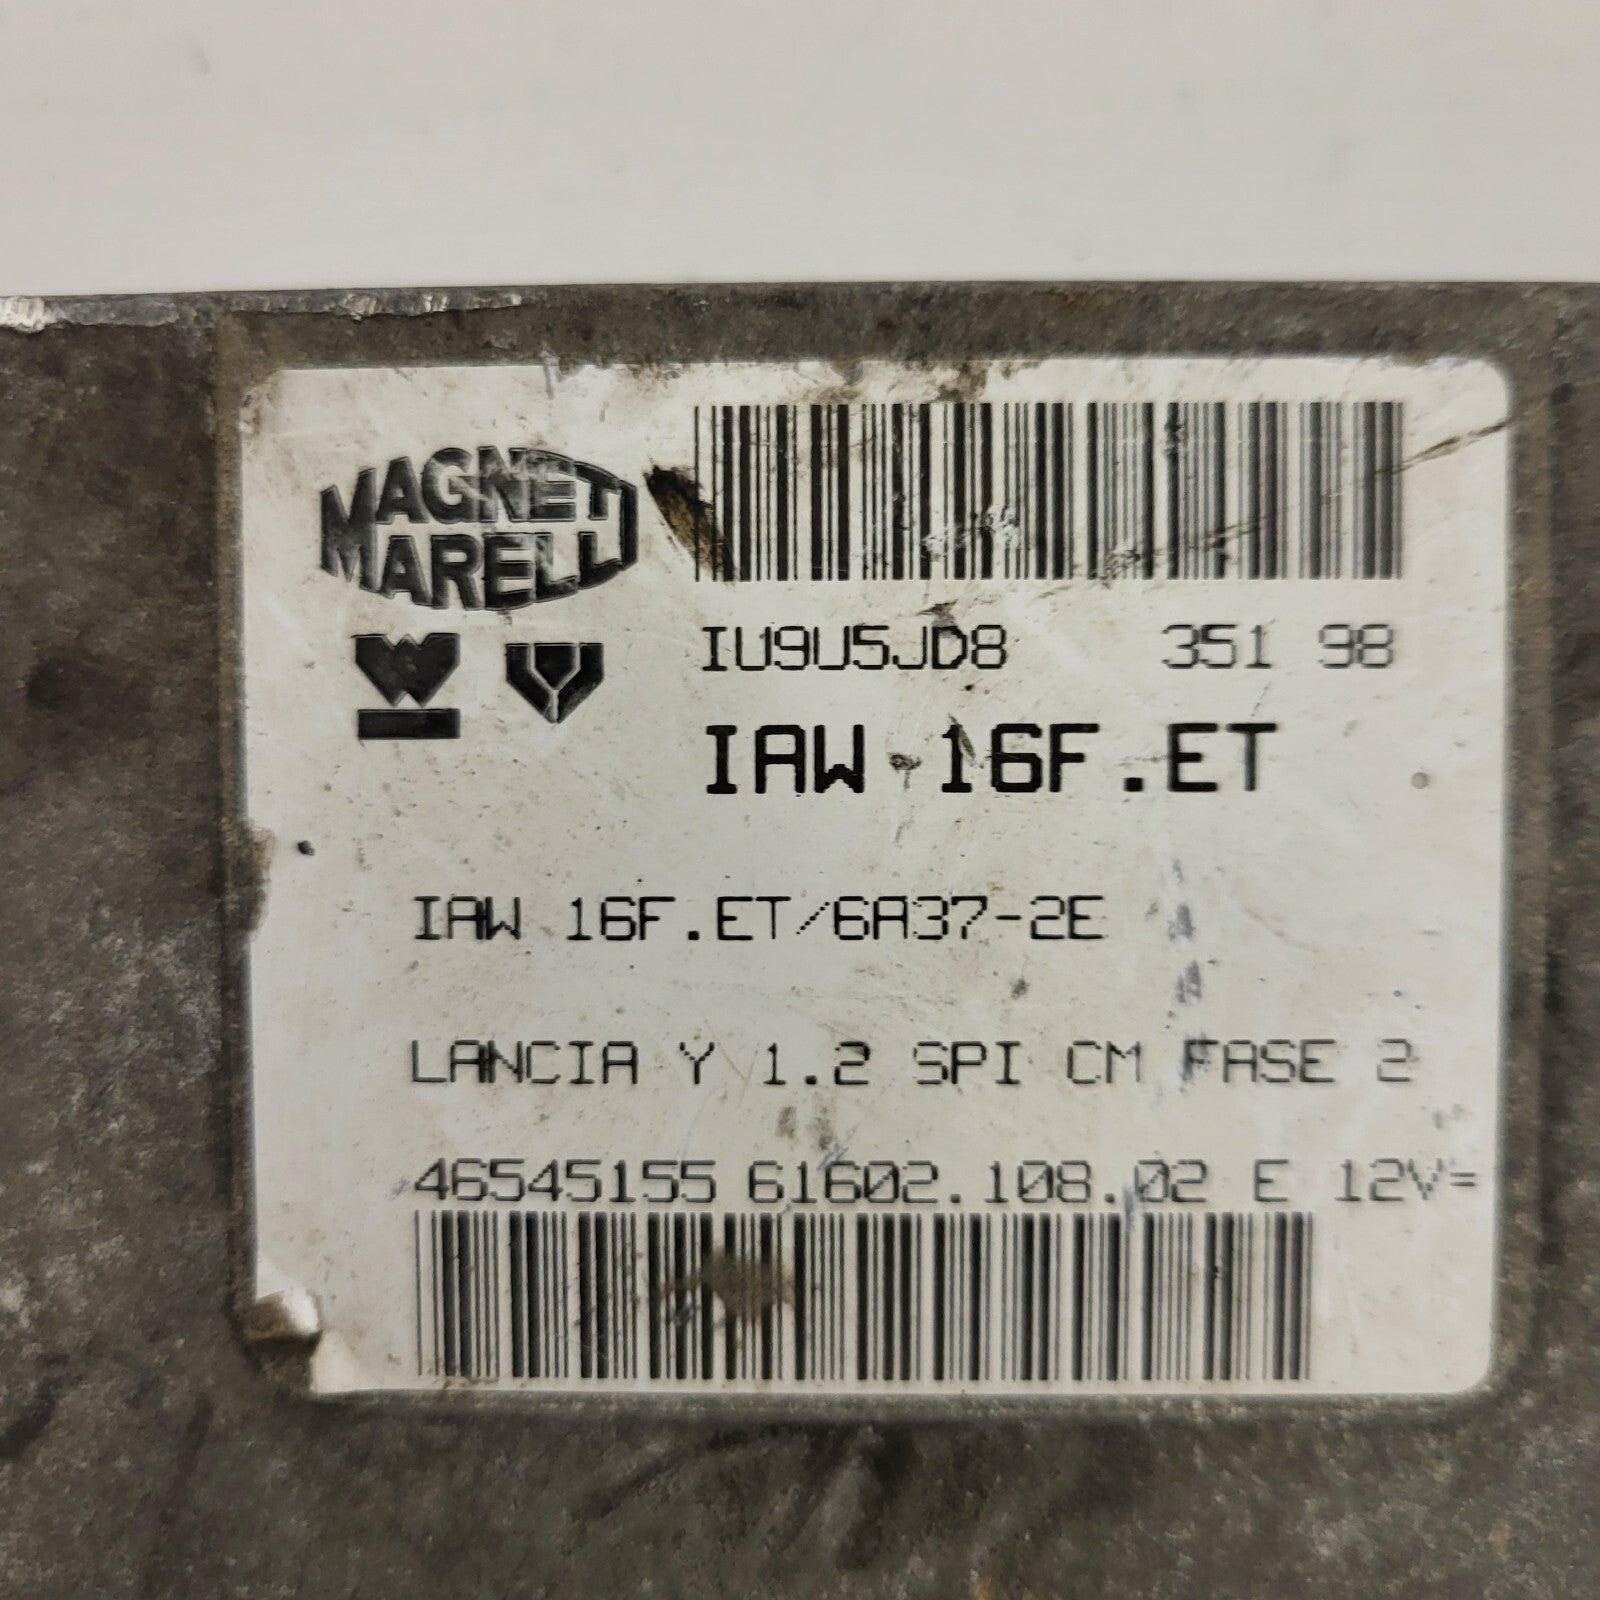 MAGNETI
MARELLI
IU9U5JD8 351 98
IAW 16F.ET
IAW 16F.ET/6A37-2E
LANCIA Y 1.2 SPI CM FASE 2
46545155 61602.108.02 E 12V=